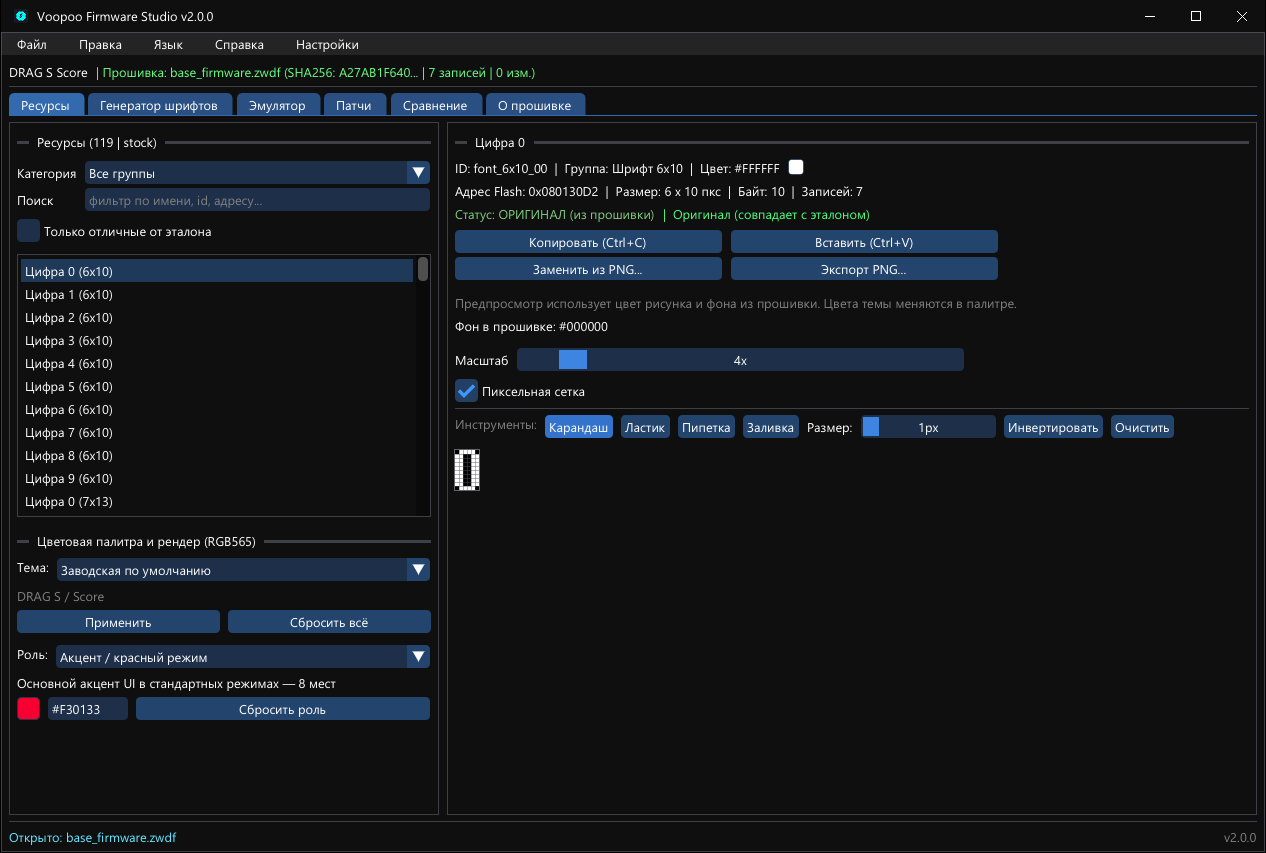 Voopoo Firmware Studio v2.0.0
Файл Правка Язык Справка Настройки
DRAG S Score | Прошивка: base_firmware.zwdf (SHA256: A27AB1F640... | 7 записей | 0 изм.)
Ресурсы Генератор шрифтов Эмулятор Патчи Сравнение О прошивке
Ресурсы (119 | stock)
Категория Все группы
Поиск фильтр по имени, id, адресу...
Только отличные от эталона
Цифра 0 (6x10)
Цифра 1 (6x10)
Цифра 2 (6x10)
Цифра 3 (6x10)
Цифра 4 (6x10)
Цифра 5 (6x10)
Цифра 6 (6x10)
Цифра 7 (6x10)
Цифра 8 (6x10)
Цифра 9 (6x10)
Цифра 0 (7x13)
Цветовая палитра и рендер (RGB565)
Тема: Заводская по умолчанию
DRAG S / Score
Применить Сбросить всё
Роль: Акцент / красный режим
Основной акцент UI в стандартных режимах — 8 мест
#F30133 Сбросить роль
Цифра 0
ID: font_6x10_00 | Группа: Шрифт 6x10 | Цвет: #FFFFFF
Адрес Flash: 0x080130D2 | Размер: 6 x 10 пкс | Байт: 10 | Записей: 7
Статус: ОРИГИНАЛ (из прошивки) | Оригинал (совпадает с эталоном)
Копировать (Ctrl+C) Вставить (Ctrl+V)
Заменить из PNG... Экспорт PNG...
Предпросмотр использует цвет рисунка и фона из прошивки. Цвета темы меняются в палитре.
Фон в прошивке: #000000
Масштаб 4x
Пиксельная сетка
Инструменты: Карандаш Ластик Пипетка Заливка Размер: 1px Инвертировать Очистить
0
Открыто: base_firmware.zwdf
v2.0.0